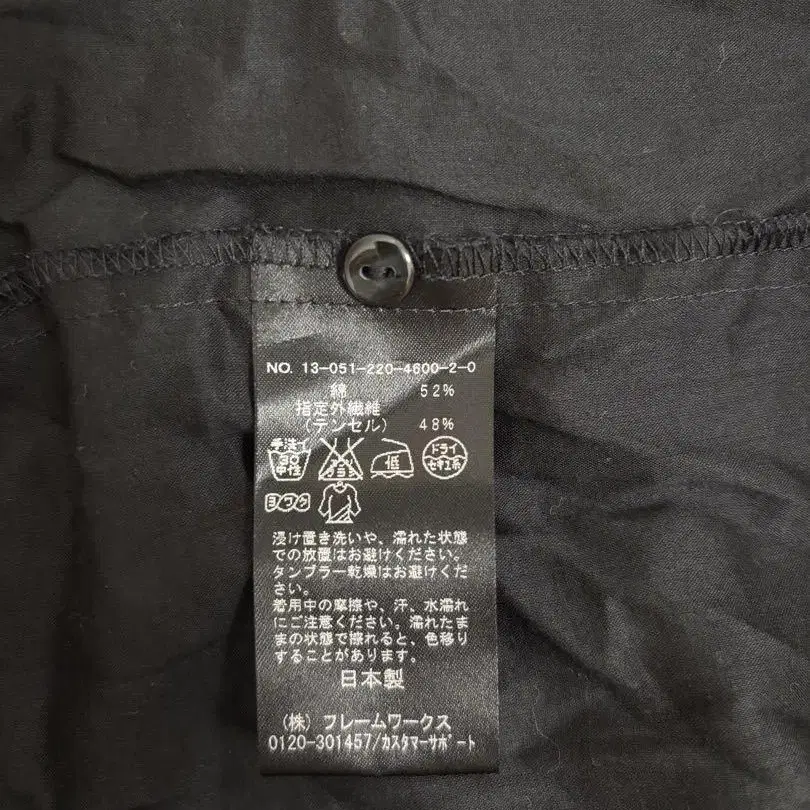 NO. 13-051-220-4600-2-0
綿 52%
指定外繊維
(テンセル) 48%
手洗イ
30
中性
低
ドライ
セキユ系
ヨワク
浸け置き洗いや、濡れた状態
での放置はお避けください。
タンブラー乾燥はお避けくだ
さい。
着用中の摩擦や、汗、水濡れ
にご注意ください。濡れたま
まの状態で擦れると、色移り
することがあります。
日本製
(株) フレームワークス
0120-301457/カスタマーサポート